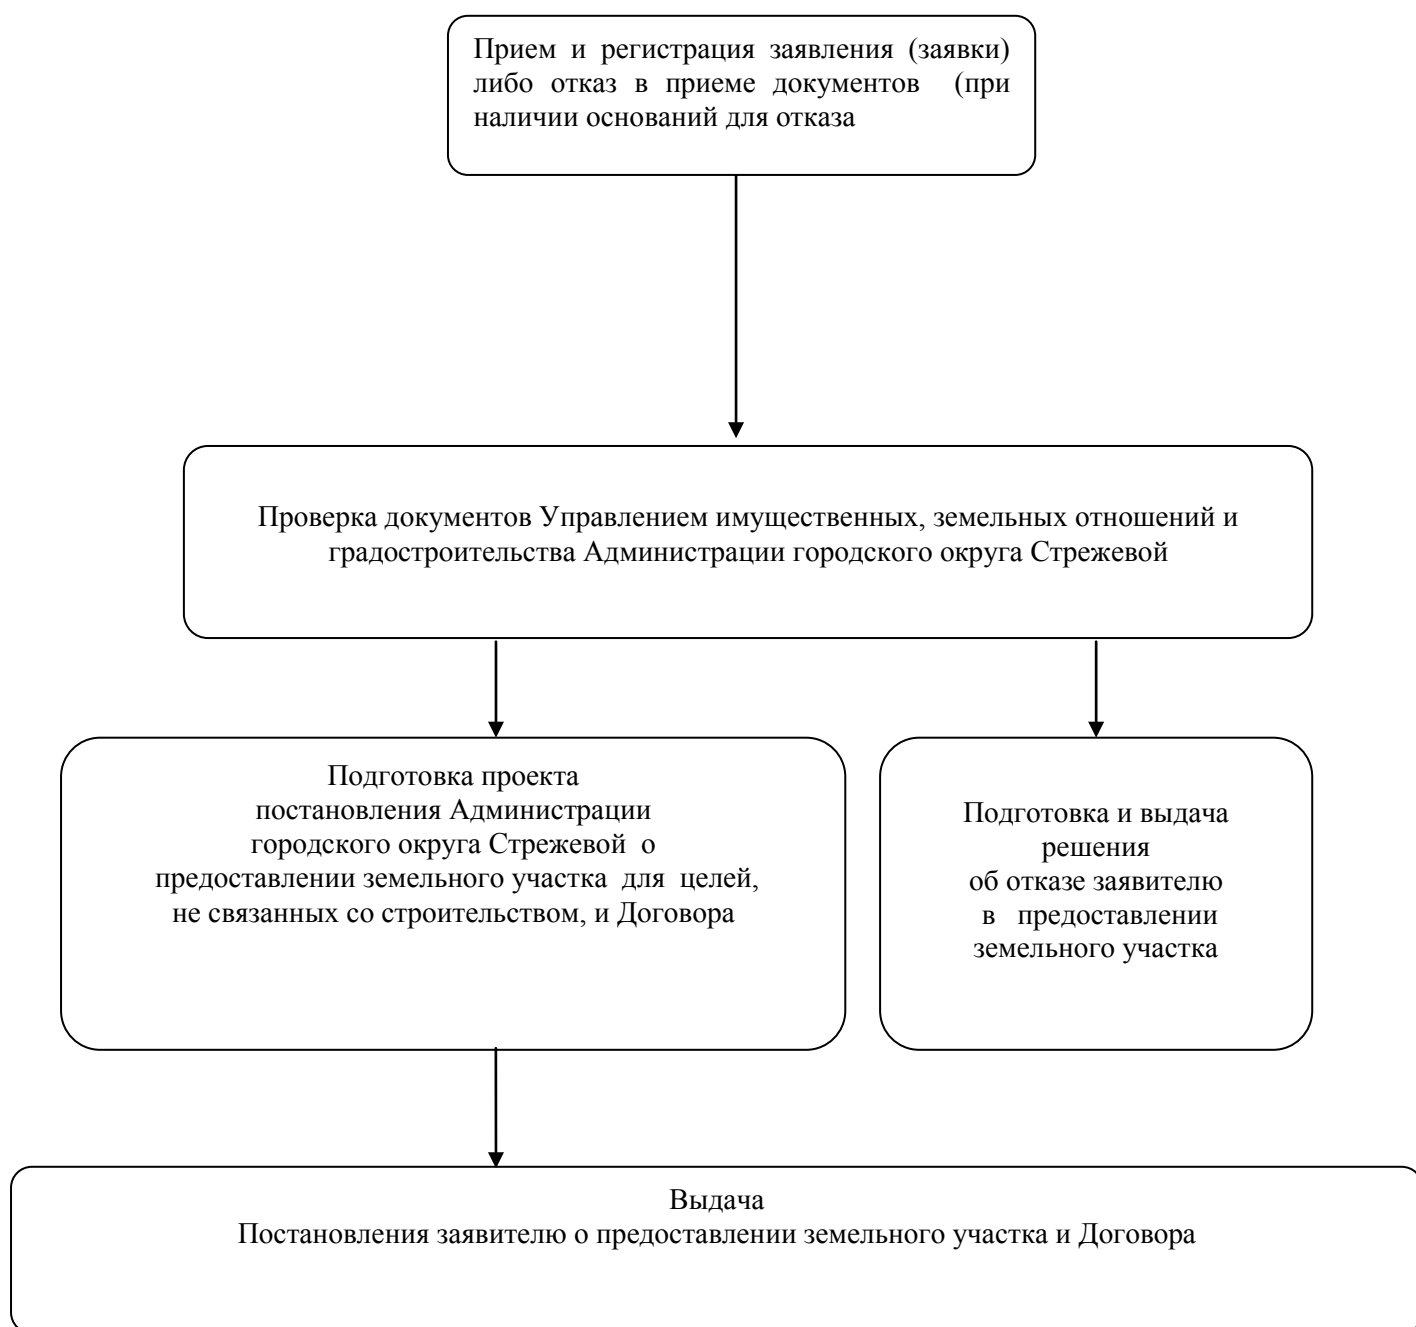 Прием и регистрация заявления (заявки)
либо отказ в приеме документов (при
наличии оснований для отказа
Проверка документов Управлением имущественных, земельных отношений и
градостроительства Администрации городского округа Стрежевой
Подготовка проекта
постановления Администрации
городского округа Стрежевой о
предоставлении земельного участка для целей,
не связанных со строительством, и Договора
Подготовка и выдача
решения
об отказе заявителю
в предоставлении
земельного участка
Выдача
Постановления заявителю о предоставлении земельного участка и Договора